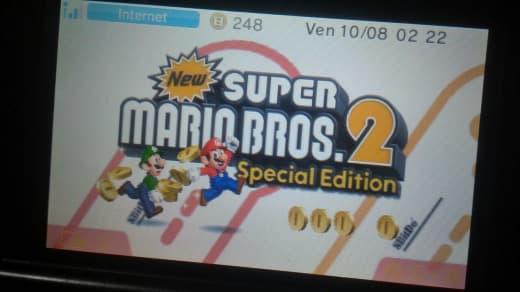 Internet
248
Ven 10/08 02 22
New
SUPER
MARIO BROS. 2
Special Edition